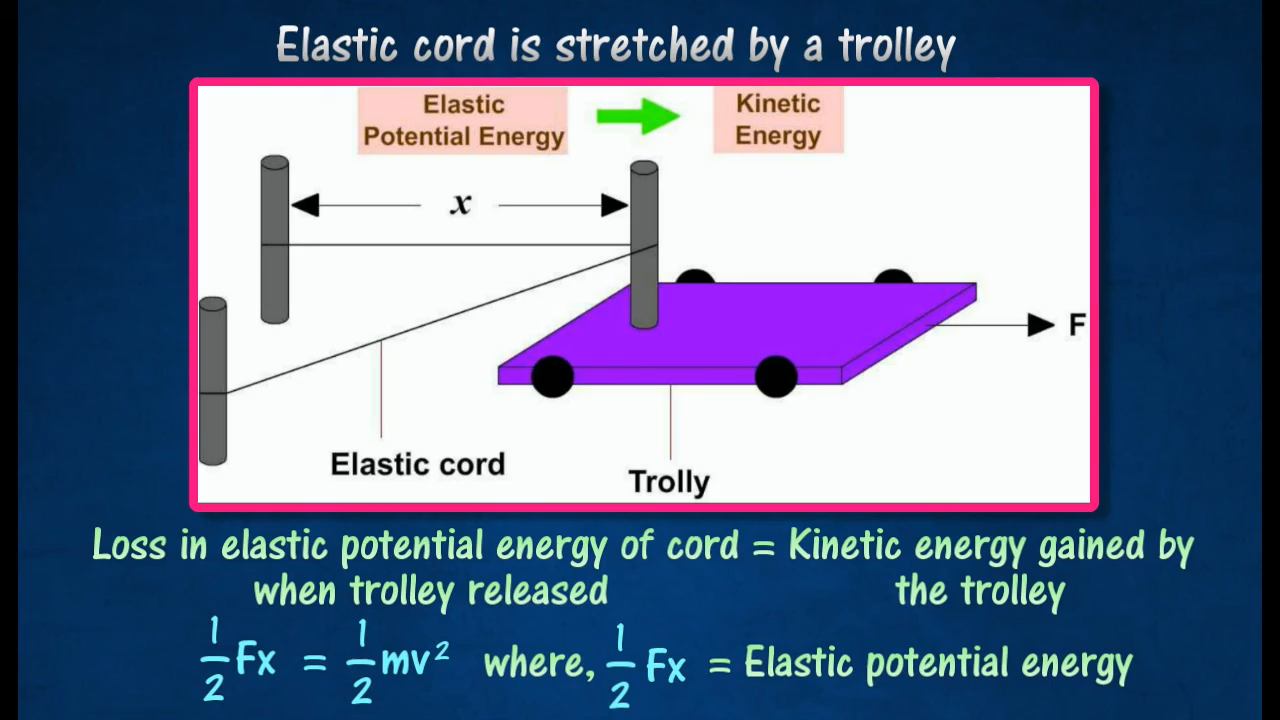 Elastic cord is stretched by a trolley
Elastic
Potential Energy
Kinetic
Energy
x
F
Elastic cord
Trolly
Loss in elastic potential energy of cord = Kinetic energy gained by
when trolley released the trolley
1/2 Fx = 1/2 mv² where, 1/2 Fx = Elastic potential energy